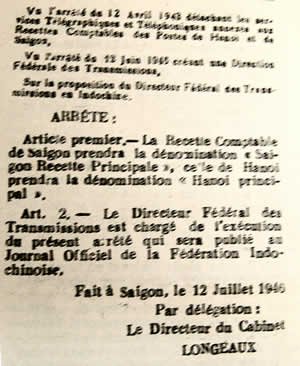 Vu l'arrêté du 12 Avril 1943 détachant les ser-
vices Télégraphiques et Téléphoniques annexés aux
Recettes Comptables des Postes de Hanoi et de
Saigon,
Vu l'arrêté du 12 Juin 1946 créant une Direction
Fédérale des Transmissions,
Sur la proposition du Directeur Fédéral des Trans-
missions en Indochine.
ARRÊTE :
Article premier.— La Recette Comptable
de Saigon prendra la dénomination « Sai-
gon Recette Principale », celle de Hanoi
prendra la dénomination « Hanoi princi-
pal ».
Art. 2.— Le Directeur Fédéral des
Transmissions est chargé de l'exécution
du présent arrêté qui sera publié au
Journal Officiel de la Fédération Indo-
chinoise.
Fait à Saigon, le 12 Juillet 1946
Par délégation :
Le Directeur du Cabinet
LONGEAUX